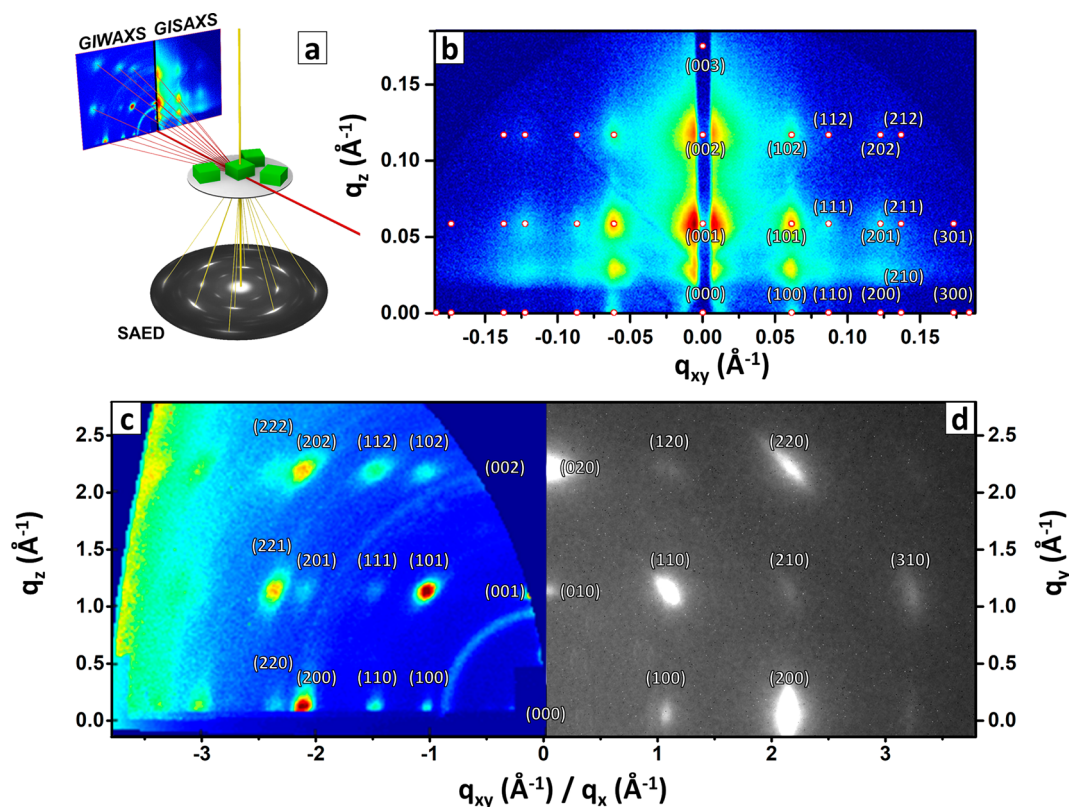 GIWAXS GISAXS
a
SAED
b
q_z (Å⁻¹)
0.15
0.10
0.05
0.00
(003)
(112) (212)
(002) (102) (202)
(111) (211)
(001) (101) (201) (301)
(210)
(000) (100) (110) (200) (300)
-0.15 -0.10 -0.05 0.00 0.05 0.10 0.15
q_xy (Å⁻¹)
c
q_z (Å⁻¹)
2.5
2.0
1.5
1.0
0.5
0.0
(222) (202) (112) (102)
(002)
(221) (201) (111) (101)
(001)
(220) (200) (110) (100)
(000)
d
(120) (220)
(020)
(110) (210) (310)
(010)
(100) (200)
2.5
2.0
1.5
1.0
0.5
0.0
q_y (Å⁻¹)
-3 -2 -1 0 1 2 3
q_xy (Å⁻¹) / q_x (Å⁻¹)